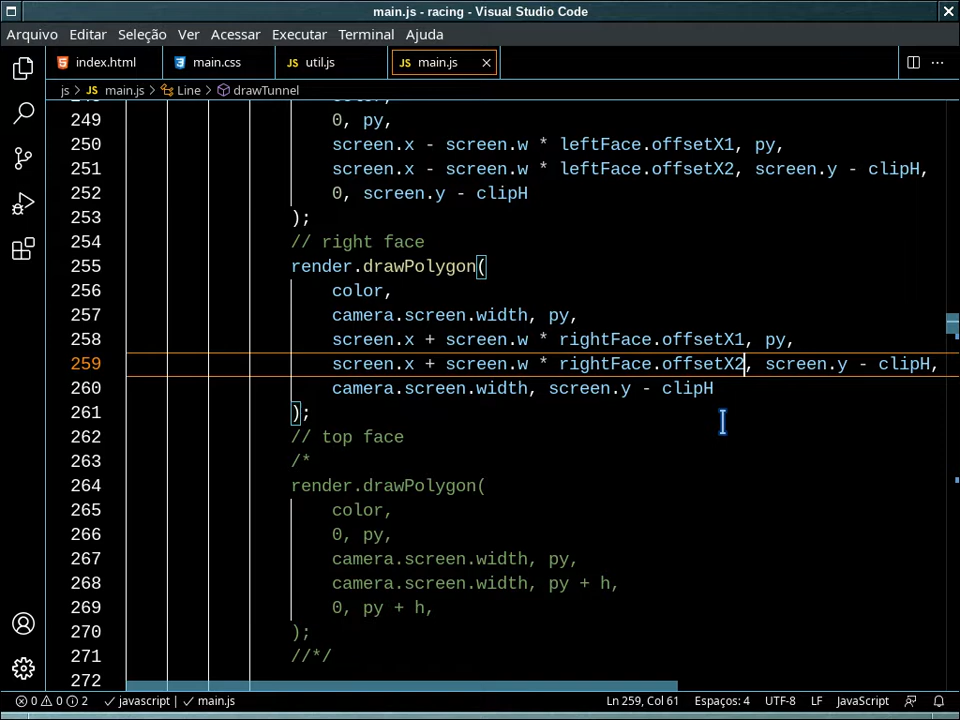 main.js - racing - Visual Studio Code
Arquivo Editar Seleção Ver Acessar Executar Terminal Ajuda
index.html main.css JS util.js JS main.js
js > JS main.js > Line > drawTunnel
249 0, py,
250 screen.x - screen.w * leftFace.offsetX1, py,
251 screen.x - screen.w * leftFace.offsetX2, screen.y - clipH,
252 0, screen.y - clipH
253 );
254 // right face
255 render.drawPolygon(
256 color,
257 camera.screen.width, py,
258 screen.x + screen.w * rightFace.offsetX1, py,
259 screen.x + screen.w * rightFace.offsetX2, screen.y - clipH,
260 camera.screen.width, screen.y - clipH
261 );
262 // top face
263 /*
264 render.drawPolygon(
265 color,
266 0, py,
267 camera.screen.width, py,
268 camera.screen.width, py + h,
269 0, py + h,
270 );
271 //*/
272
0 0 2 javascript | main.js Ln 259, Col 61 Espaços: 4 UTF-8 LF JavaScript